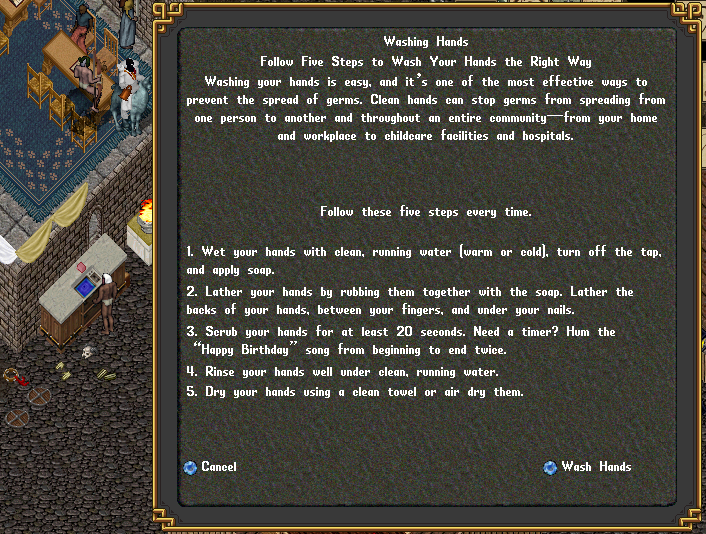 Washing Hands
Follow Five Steps to Wash Your Hands the Right Way
Washing your hands is easy, and it's one of the most effective ways to
prevent the spread of germs. Clean hands can stop germs from spreading from
one person to another and throughout an entire community—from your home
and workplace to childcare facilities and hospitals.
Follow these five steps every time.
1. Wet your hands with clean, running water (warm or cold), turn off the tap,
and apply soap.
2. Lather your hands by rubbing them together with the soap. Lather the
backs of your hands, between your fingers, and under your nails.
3. Scrub your hands for at least 20 seconds. Need a timer? Hum the
“Happy Birthday” song from beginning to end twice.
4. Rinse your hands well under clean, running water.
5. Dry your hands using a clean towel or air dry them.
Cancel
Wash Hands